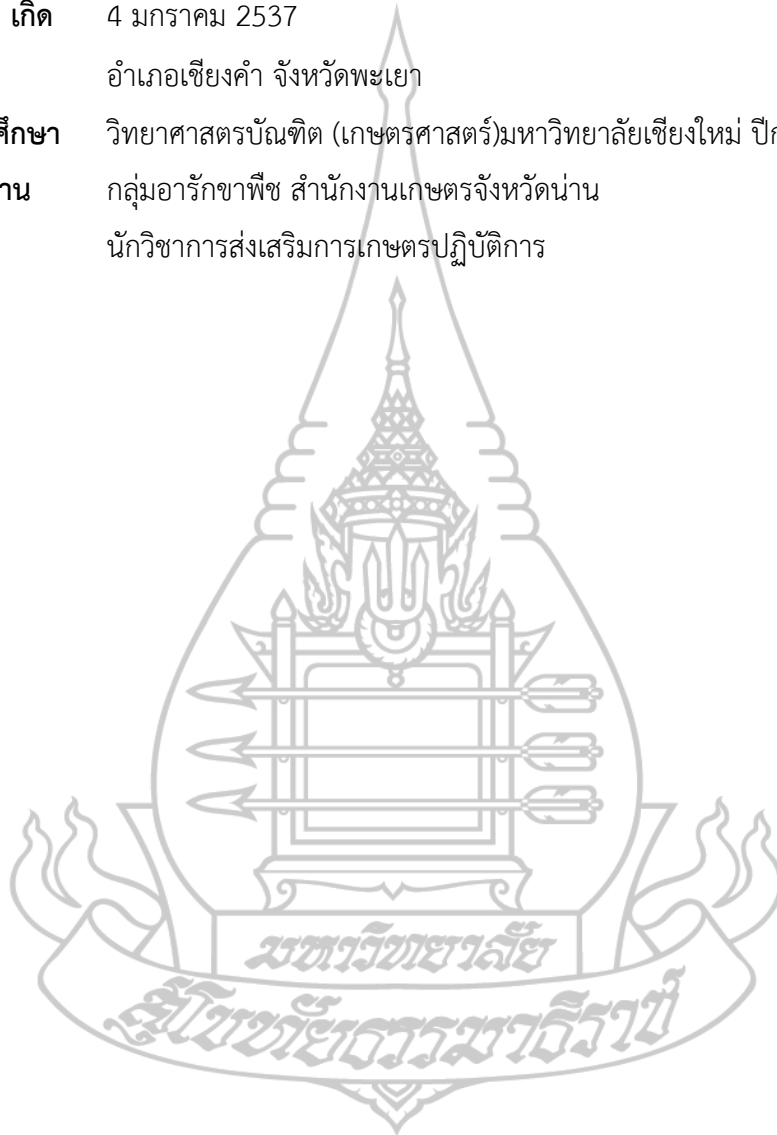 เกิด 4 มกราคม 2537
อำเภอเชียงคำ จังหวัดพะเยา
ศึกษา วิทยาศาสตรบัณฑิต (เกษตรศาสตร์)มหาวิทยาลัยเชียงใหม่ ปี
าน กลุ่มอารักขาพืช สำนักงานเกษตรจังหวัดน่าน
นักวิชาการส่งเสริมการเกษตรปฏิบัติการ
มหาวิทยาลัย
สุโขทัยธรรมาธิราช